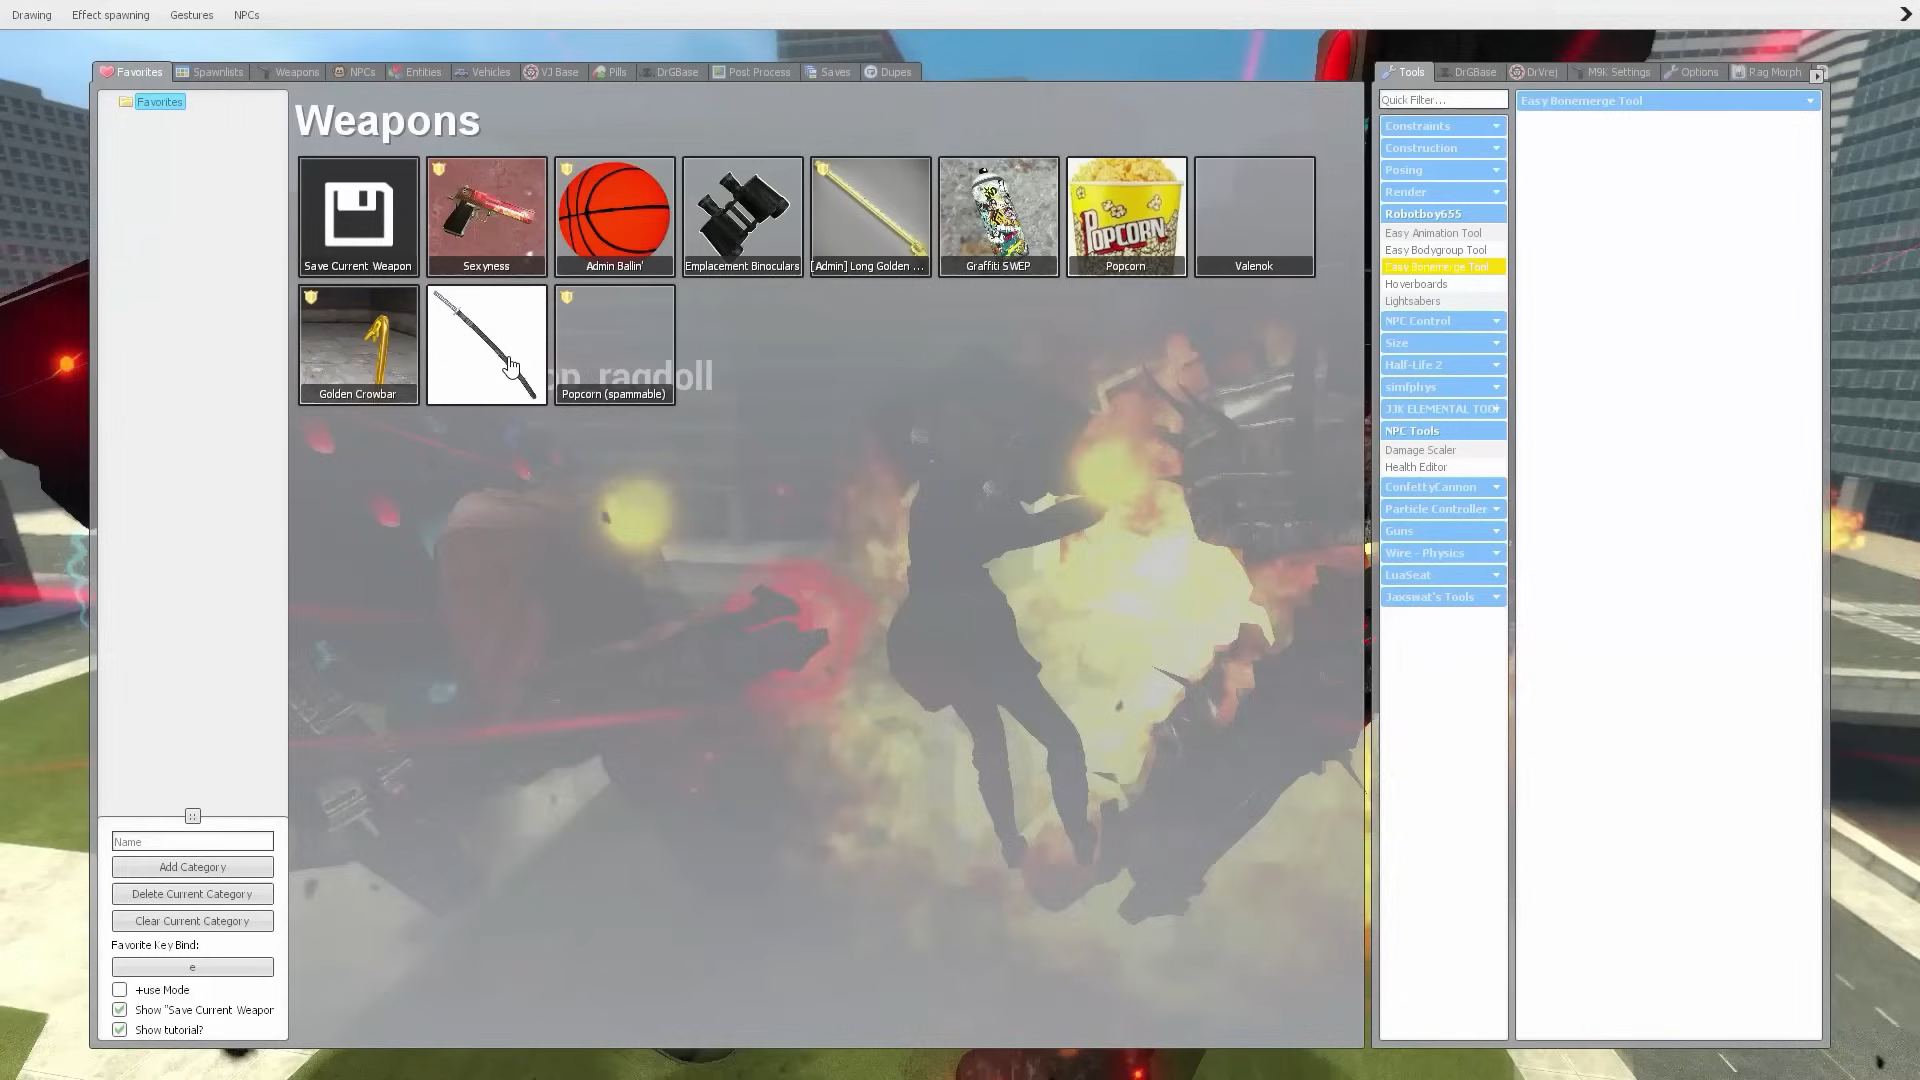 Drawing Effect spawning Gestures NPCs
Favorites Spawnlists Weapons NPCs Entities Vehicles VJ Base Pills DrGBase Post Process Saves Dupes
Favorites
Weapons
Save Current Weapon Sexyness Admin Ballin' Emplacement Binoculars [Admin] Long Golden ... Graffiti SWEP Popcorn Valenok
POPCORN
Golden Crowbar Popcorn (spammable)
op_ragdoll
Name
Add Category
Delete Current Category
Clear Current Category
Favorite Key Bind:
e
+use Mode
Show "Save Current Weapor
Show tutorial?
Tools DrGBase DrVrej M9K Settings Options Rag Morph
Quick Filter...
Constraints
Construction
Posing
Render
Robotboy655
Easy Animation Tool
Easy Bodygroup Tool
Easy Bonemerge Tool
Hoverboards
Lightsabers
NPC Control
Size
Half-Life 2
simfphys
JJK ELEMENTAL TOO
NPC Tools
Damage Scaler
Health Editor
ConfettyCannon
Particle Controller
Guns
Wire - Physics
LuaSeat
Jaxswat's Tools
Easy Bonemerge Tool